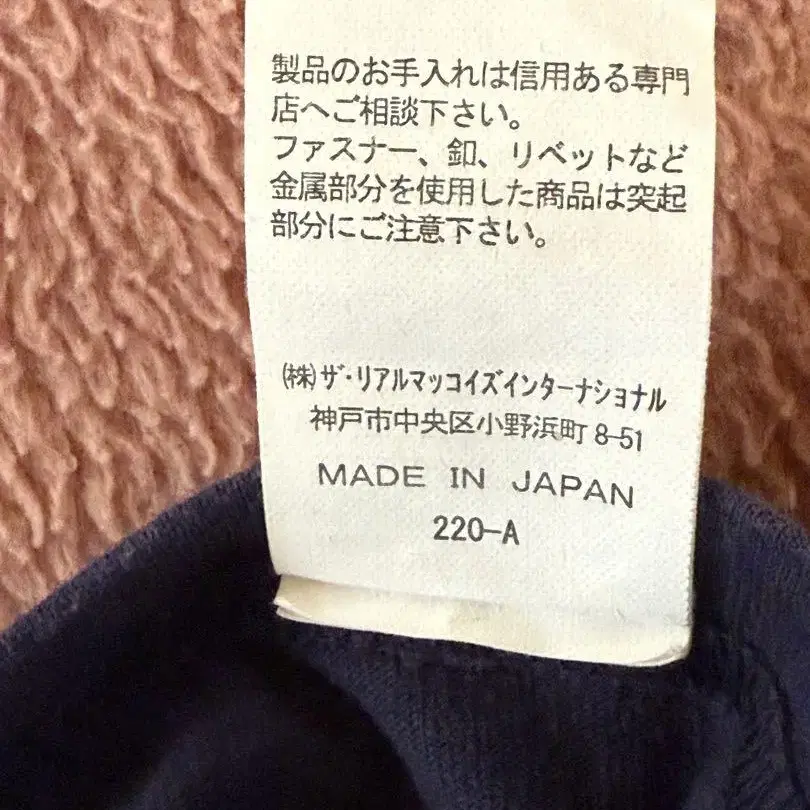 製品のお手入れは信用ある専門
店へご相談下さい。
ファスナー、釦、リベットなど
金属部分を使用した商品は突起
部分にご注意下さい。
㈱ザ・リアルマッコイズインターナショナル
神戸市中央区小野浜町 8-51
MADE IN JAPAN
220-A